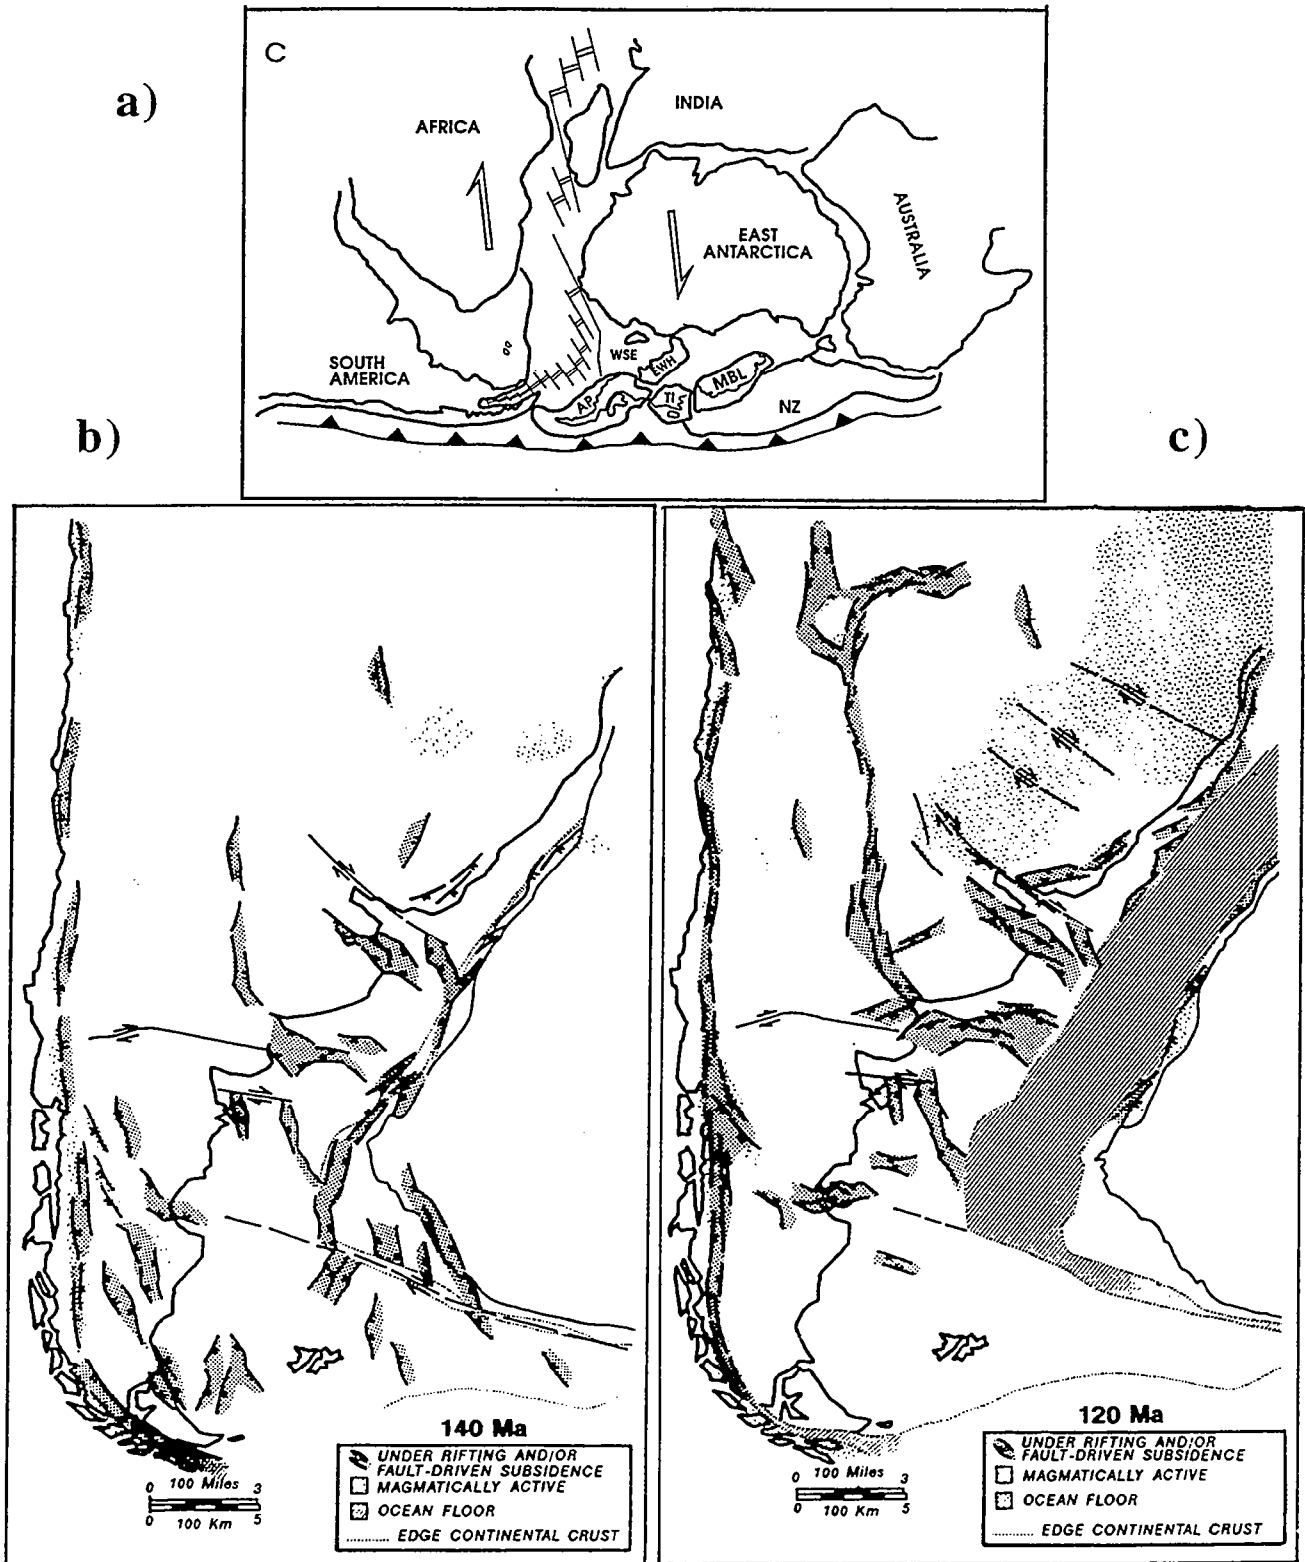 a)
C
AFRICA
INDIA
AUSTRALIA
EAST
ANTARCTICA
SOUTH
AMERICA
WSE
EWH
AP
TI
MBL
NZ
b)
c)
140 Ma
UNDER RIFTING AND/OR
FAULT-DRIVEN SUBSIDENCE
MAGMATICALLY ACTIVE
OCEAN FLOOR
EDGE CONTINENTAL CRUST
0 100 Miles 3
0 100 Km 5
120 Ma
UNDER RIFTING AND/OR
FAULT-DRIVEN SUBSIDENCE
MAGMATICALLY ACTIVE
OCEAN FLOOR
EDGE CONTINENTAL CRUST
0 100 Miles 3
0 100 Km 5